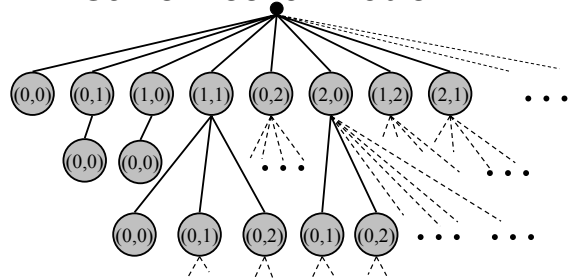 (0,0) (0,1) (1,0) (1,1) (0,2) (2,0) (1,2) (2,1) • • •
(0,0) (0,0) • • • • • •
(0,0) (0,1) (0,2) (0,1) (0,2) • • • • • •